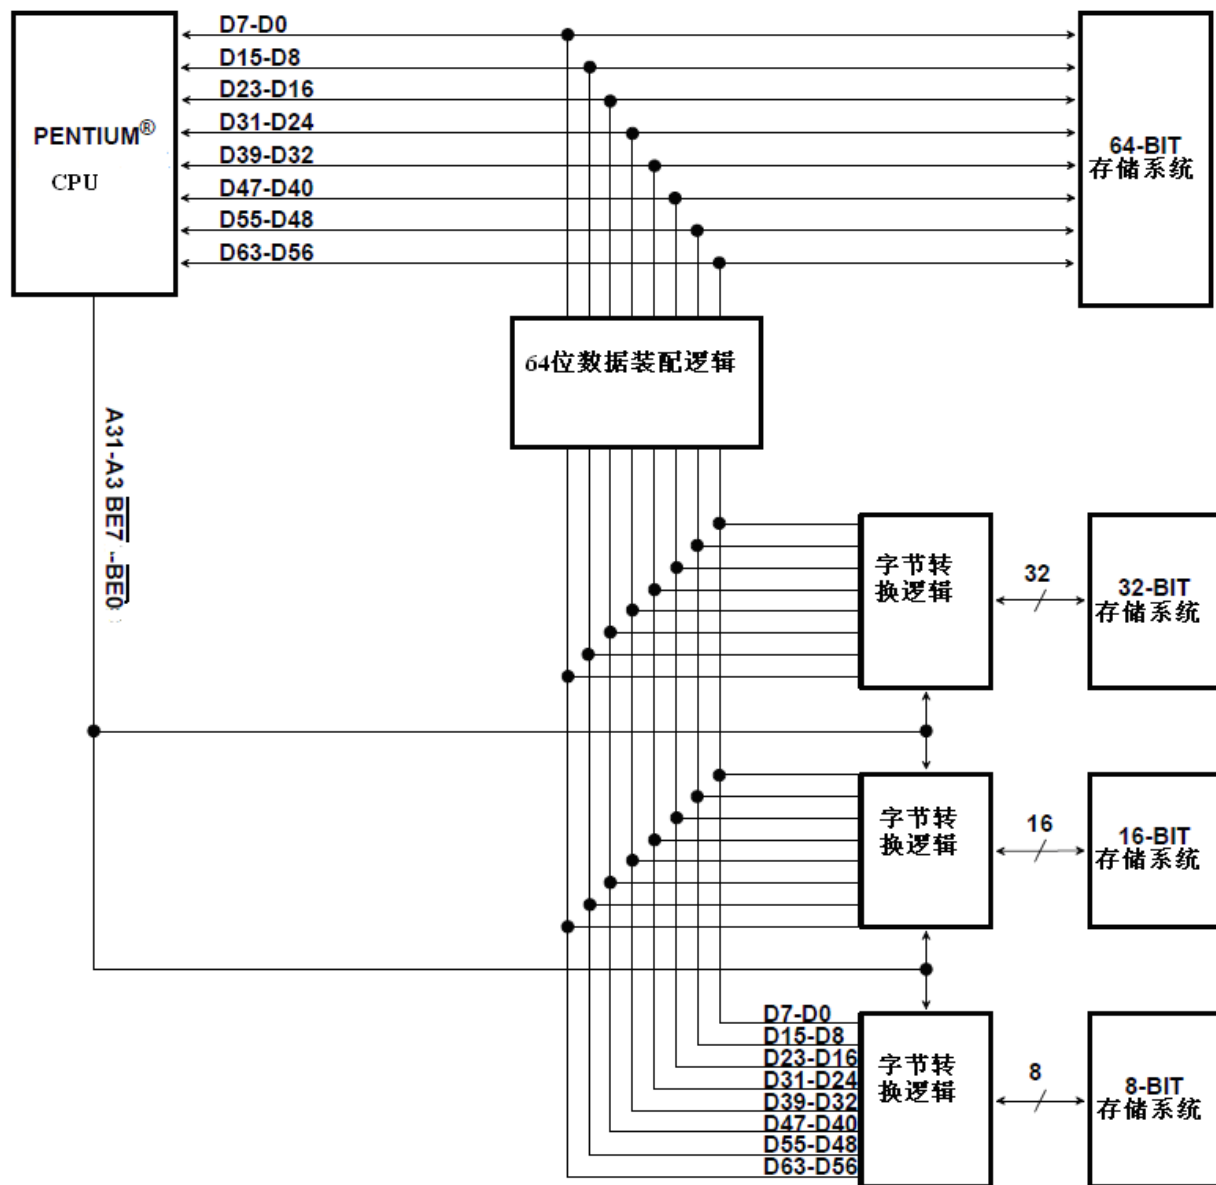 D7-D0
D15-D8
D23-D16
D31-D24
D39-D32
D47-D40
D55-D48
D63-D56
PENTIUM®
CPU
64-BIT
存储系统
64位数据装配逻辑
A31-A3 BE7 --BE0
字节转
换逻辑
32
32-BIT
存储系统
字节转
换逻辑
16
16-BIT
存储系统
D7-D0
D15-D8
D23-D16
D31-D24
D39-D32
D47-D40
D55-D48
D63-D56
字节转
换逻辑
8
8-BIT
存储系统